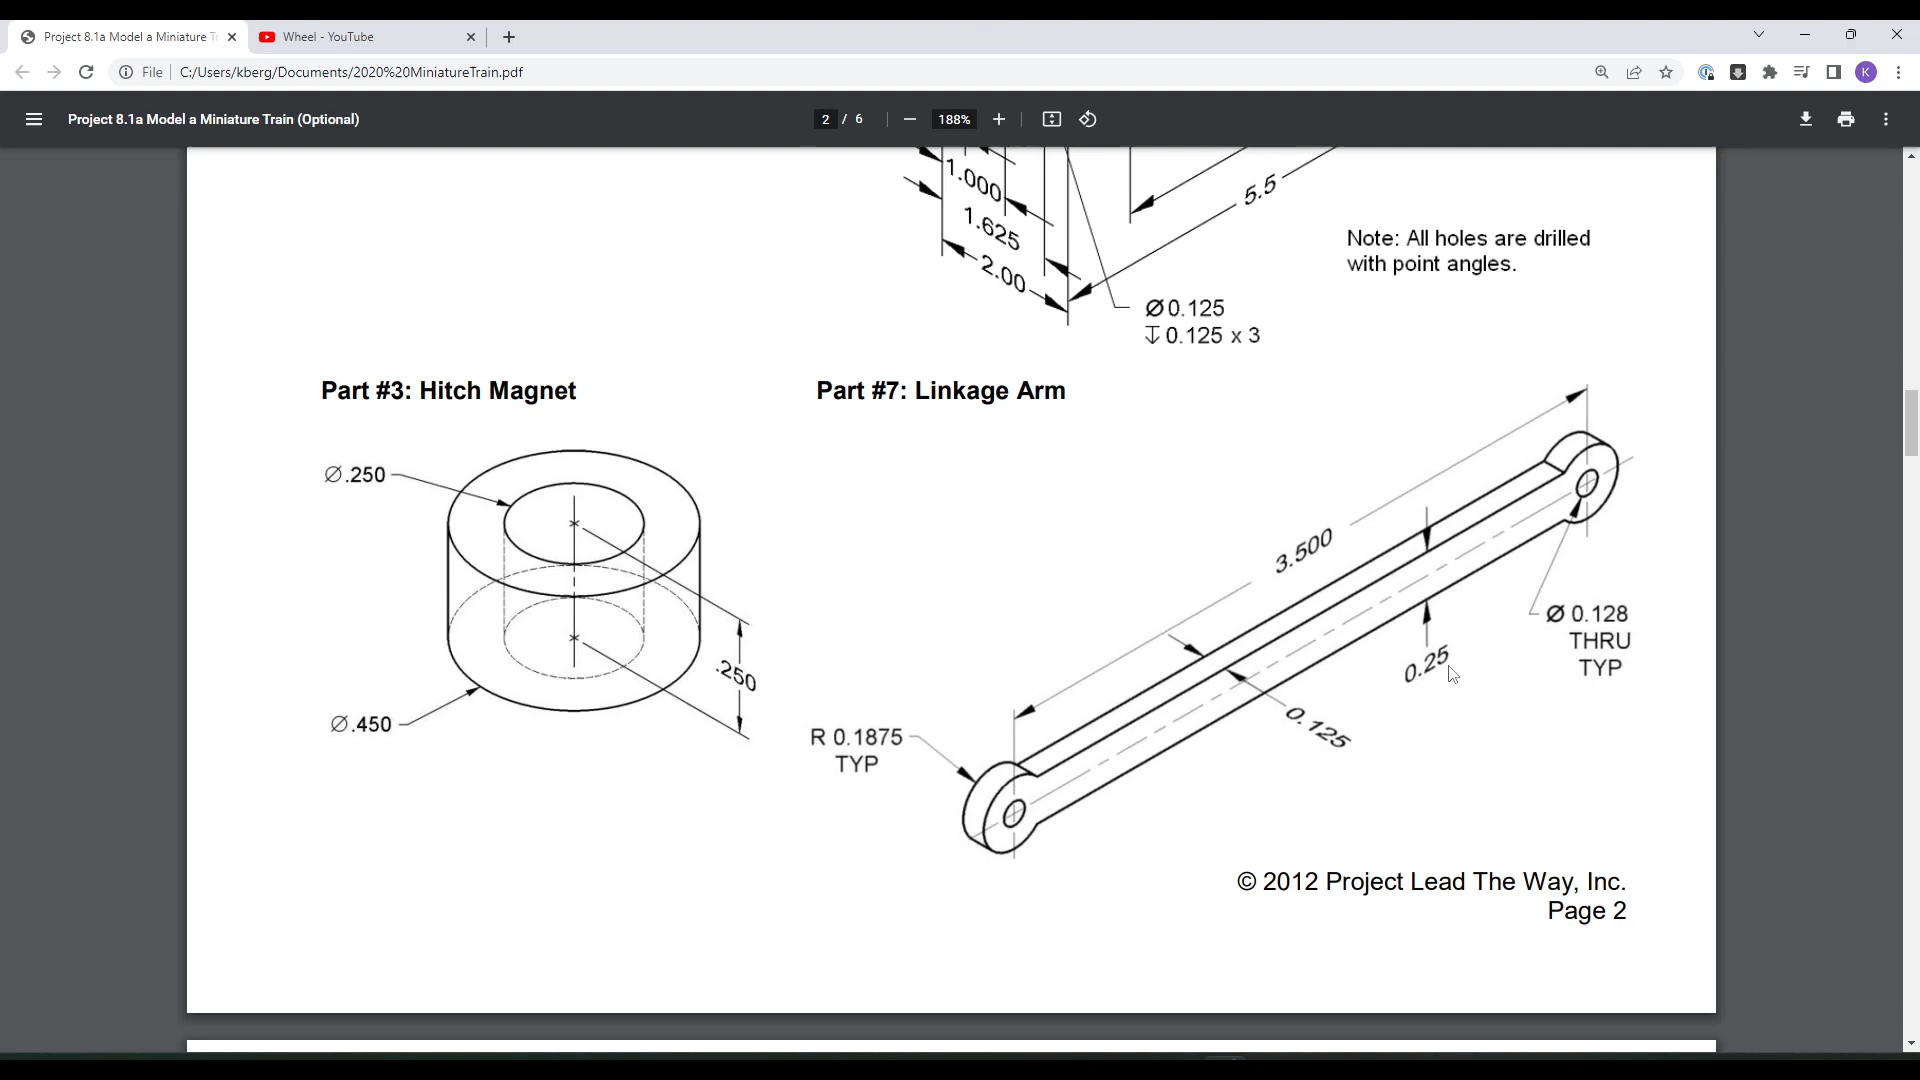 Project 8.1a Model a Miniature Tr
Wheel - YouTube
File
C:/Users/kberg/Documents/2020%20MiniatureTrain.pdf
K
Project 8.1a Model a Miniature Train (Optional)
2 / 6
188%
1.000
1.625
2.00
5.5
Note: All holes are drilled
with point angles.
Ø0.125
↧0.125 x 3
Part #3: Hitch Magnet
Part #7: Linkage Arm
Ø.250
.250
Ø.450
3.500
Ø 0.128
THRU
TYP
0.25
0.125
R 0.1875
TYP
© 2012 Project Lead The Way, Inc.
Page 2